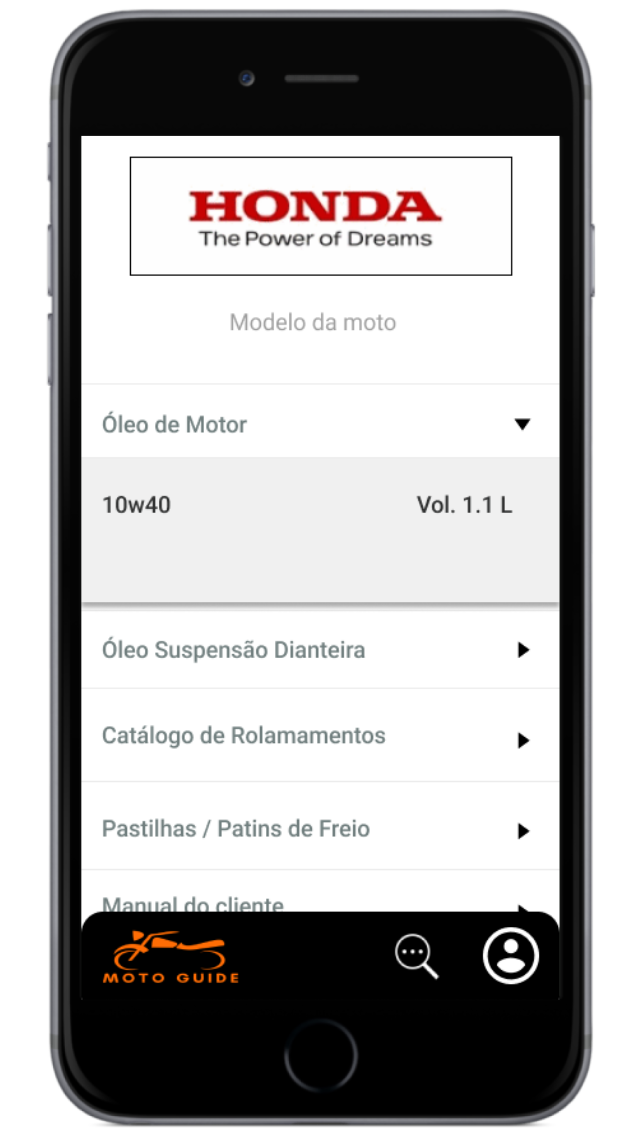 HONDA
The Power of Dreams
Modelo da moto
Óleo de Motor
10w40 Vol. 1.1 L
Óleo Suspensão Dianteira
Catálogo de Rolamamentos
Pastilhas / Patins de Freio
Manual do cliente
MOTO GUIDE